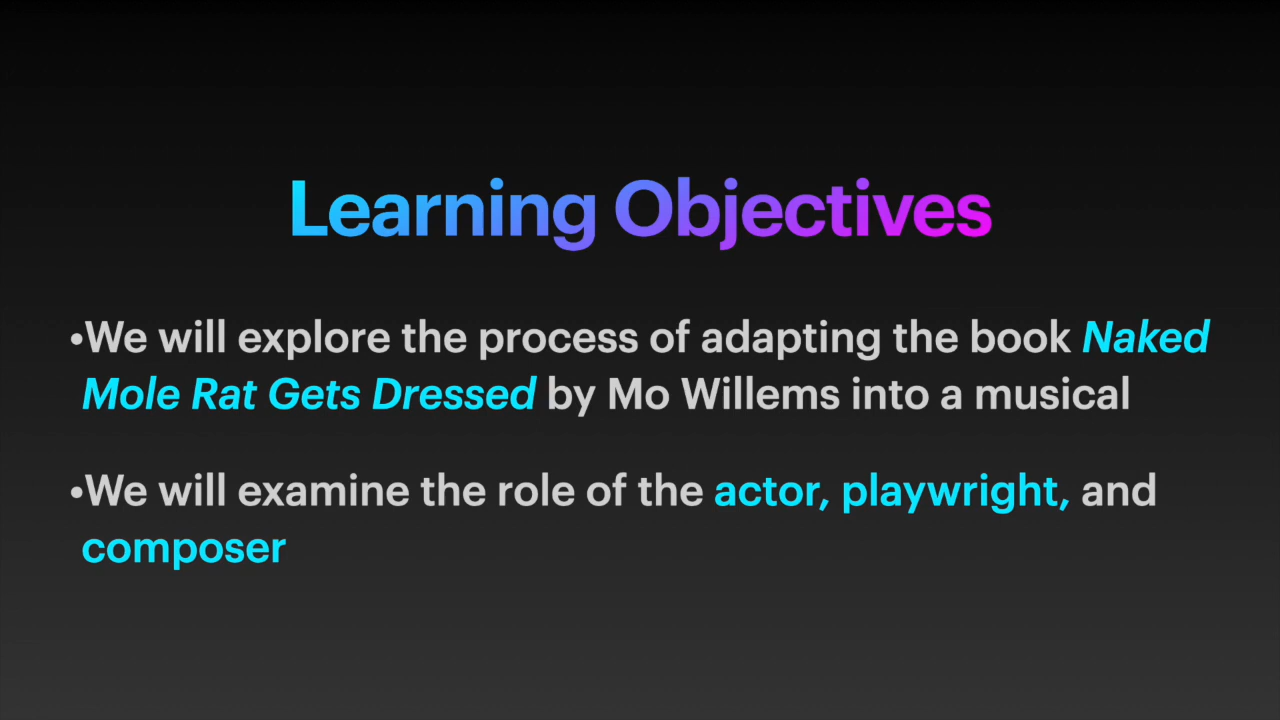 Learning Objectives
•We will explore the process of adapting the book Naked
Mole Rat Gets Dressed by Mo Willems into a musical
•We will examine the role of the actor, playwright, and
composer